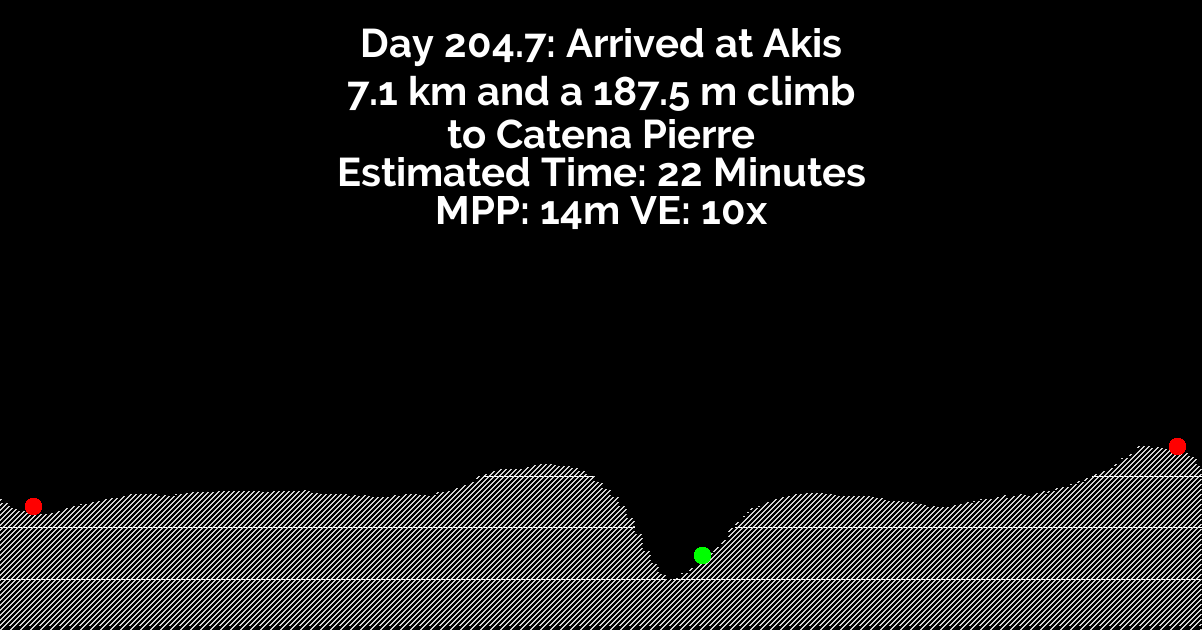 Day 204.7: Arrived at Akis
7.1 km and a 187.5 m climb
to Catena Pierre
Estimated Time: 22 Minutes
MPP: 14m VE: 10x